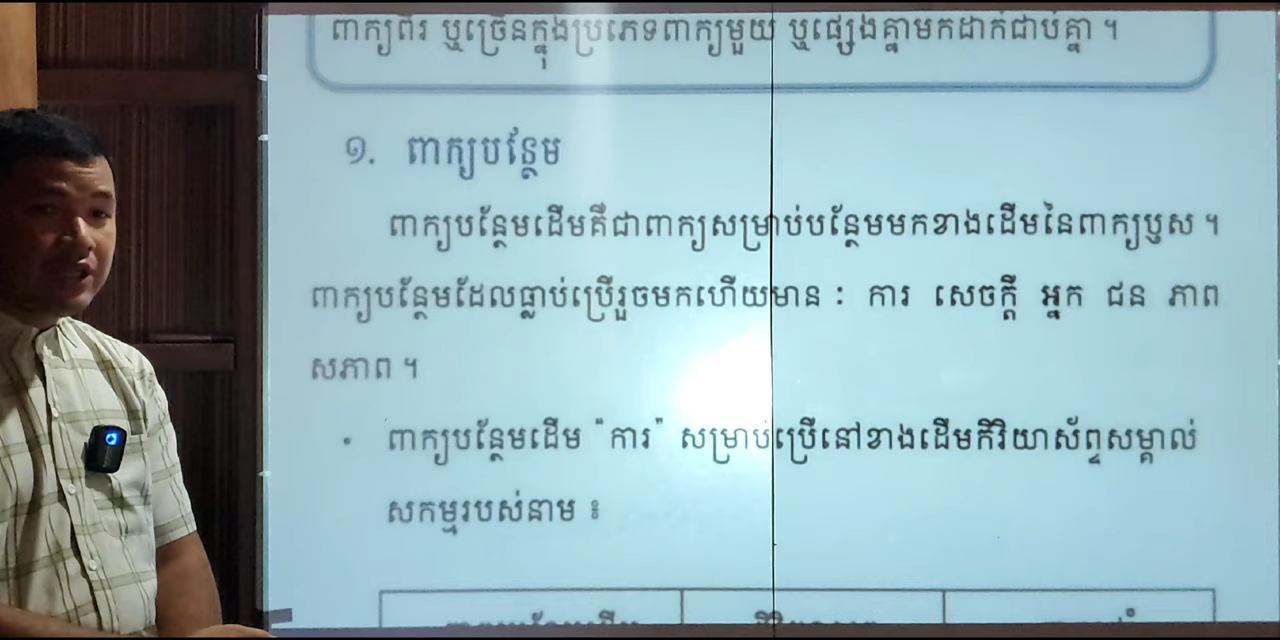 ពាក្យពីរ ឬច្រើនក្នុងប្រភេទពាក្យមួយ ឬផ្សេងគ្នាមកដាក់ជាប់គ្នា ។
១. ពាក្យបន្ថែម
ពាក្យបន្ថែមដើមគឺជាពាក្យសម្រាប់បន្ថែមមកខាងដើមនៃពាក្យឫស ។
ពាក្យបន្ថែមដែលធ្លាប់ប្រើរួចមកហើយមាន ៖ ការ សេចក្ដី អ្នក ជន ភាព
សភាព ។
• ពាក្យបន្ថែមដើម "ការ" សម្រាប់ប្រើនៅខាងដើមកិរិយាស័ព្ទសម្គាល់
សកម្មរបស់នាម ៖